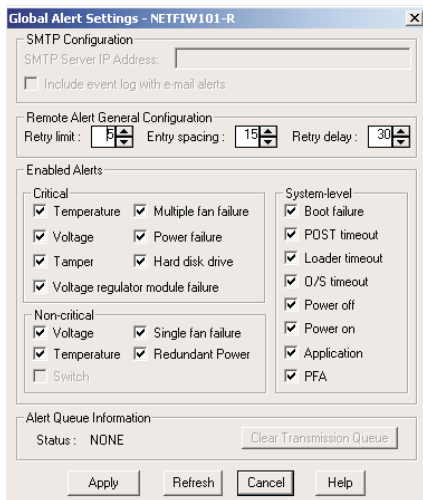 Global Alert Settings - NETFIW101-R
SMTP Configuration
SMTP Server IP Address:
Include event log with e-mail alerts
Remote Alert General Configuration
Retry limit : 5 Entry spacing : 15 Retry delay : 30
Enabled Alerts
Critical
Temperature Multiple fan failure
Voltage Power failure
Tamper Hard disk drive
Voltage regulator module failure
Non-critical
Voltage Single fan failure
Temperature Redundant Power
Switch
System-level
Boot failure
POST timeout
Loader timeout
O/S timeout
Power off
Power on
Application
PFA
Alert Queue Information
Status : NONE Clear Transmission Queue
Apply Refresh Cancel Help